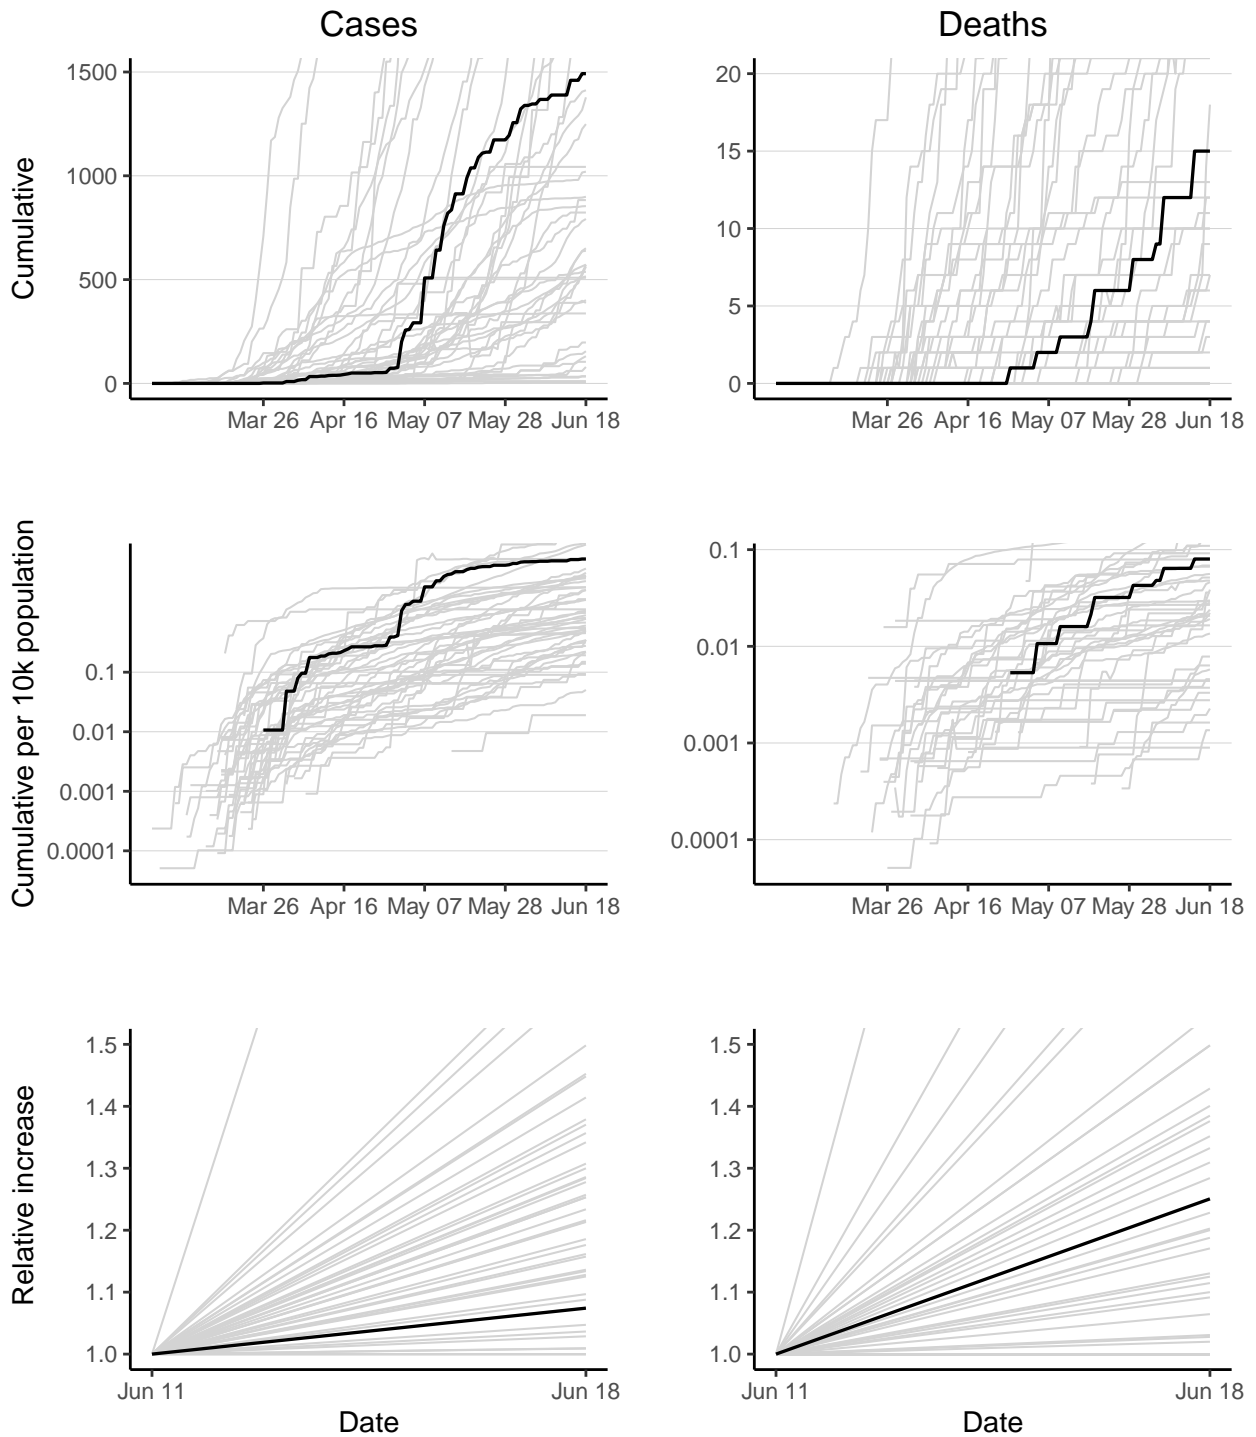 Cases
Deaths
Cumulative
1500
1000
500
0
Mar 26 Apr 16 May 07 May 28 Jun 18
20
15
10
5
0
Mar 26 Apr 16 May 07 May 28 Jun 18
Cumulative per 10k population
0.1
0.01
0.001
0.0001
Mar 26 Apr 16 May 07 May 28 Jun 18
0.1
0.01
0.001
0.0001
Mar 26 Apr 16 May 07 May 28 Jun 18
Relative increase
1.5
1.4
1.3
1.2
1.1
1.0
Jun 11 Jun 18
Date
1.5
1.4
1.3
1.2
1.1
1.0
Jun 11 Jun 18
Date